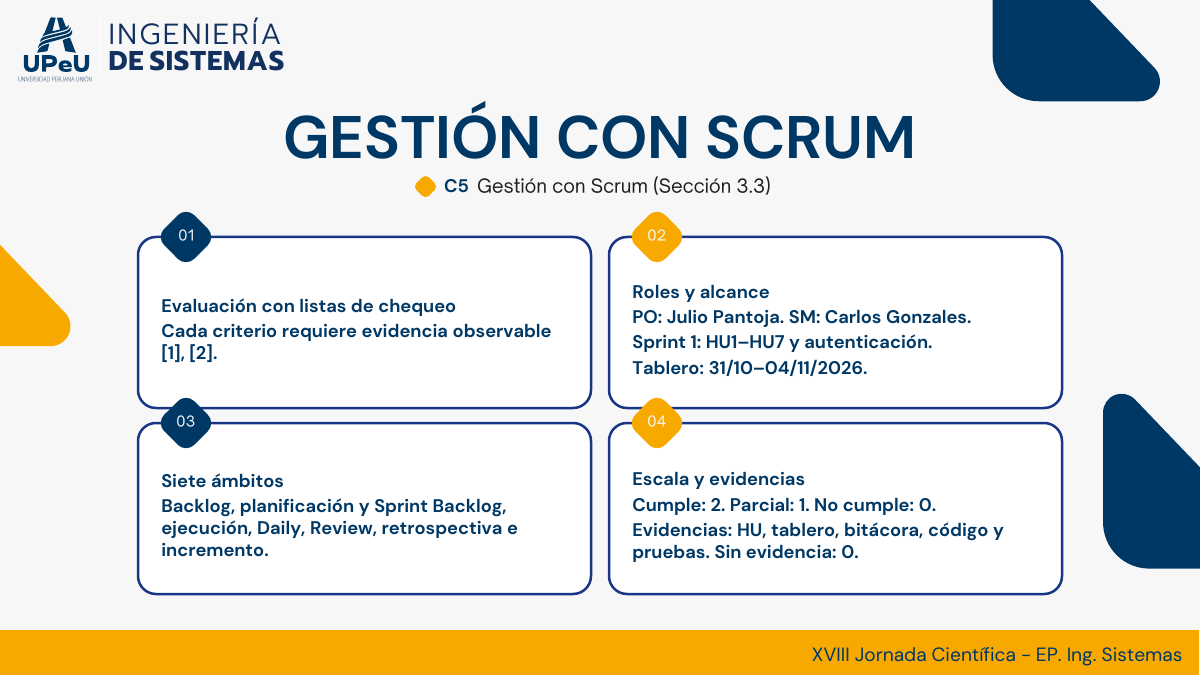 INGENIERÍA
DE SISTEMAS
UPeU
UNIVERSIDAD PERUANA UNIÓN
GESTIÓN CON SCRUM
C5 Gestión con Scrum (Sección 3.3)
01
Evaluación con listas de chequeo
Cada criterio requiere evidencia observable
[1], [2].
02
Roles y alcance
PO: Julio Pantoja. SM: Carlos Gonzales.
Sprint 1: HU1–HU7 y autenticación.
Tablero: 31/10–04/11/2026.
03
Siete ámbitos
Backlog, planificación y Sprint Backlog,
ejecución, Daily, Review, retrospectiva e
incremento.
04
Escala y evidencias
Cumple: 2. Parcial: 1. No cumple: 0.
Evidencias: HU, tablero, bitácora, código y
pruebas. Sin evidencia: 0.
XVIII Jornada Científica - EP. Ing. Sistemas